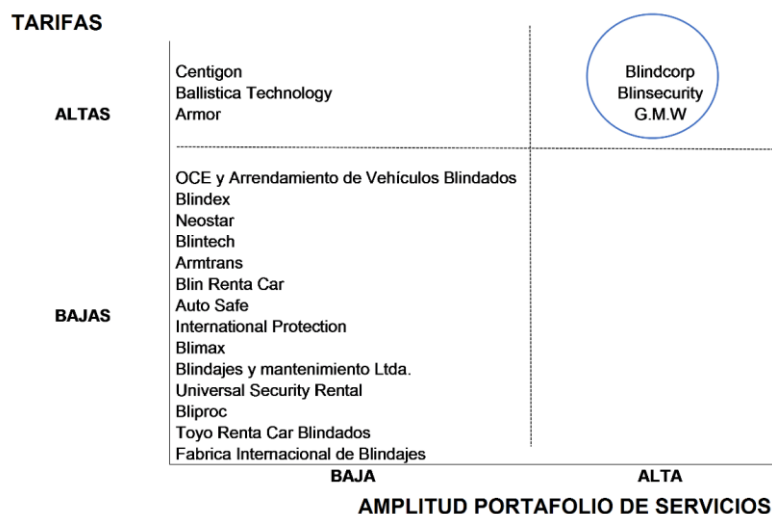 TARIFAS
ALTAS
Centigon
Ballistica Technology
Armor
Blindcorp
Blinsecurity
G.M.W
BAJAS
OCE y Arrendamiento de Vehículos Blindados
Blindex
Neostar
Blintech
Armtrans
Blin Renta Car
Auto Safe
International Protection
Blimax
Blindajes y mantenimiento Ltda.
Universal Security Rental
Bliproc
Toyo Renta Car Blindados
Fabrica Internacional de Blindajes
BAJA
ALTA
AMPLITUD PORTAFOLIO DE SERVICIOS